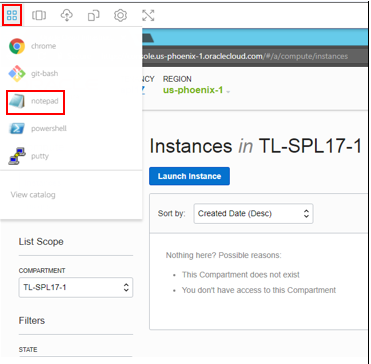 chrome
git-bash
notepad
powershell
putty
View catalog
sole.us-phoenix-1.oraclecloud.com/#/a/compute/instances
NCY
REGION
us-phoenix-1
Instances in TL-SPL17-1
Launch Instance
Sort by: Created Date (Desc)
Nothing here? Possible reasons:
This Compartment does not exist
You don't have access to this Compartment
List Scope
COMPARTMENT
TL-SPL17-1
Filters
STATE